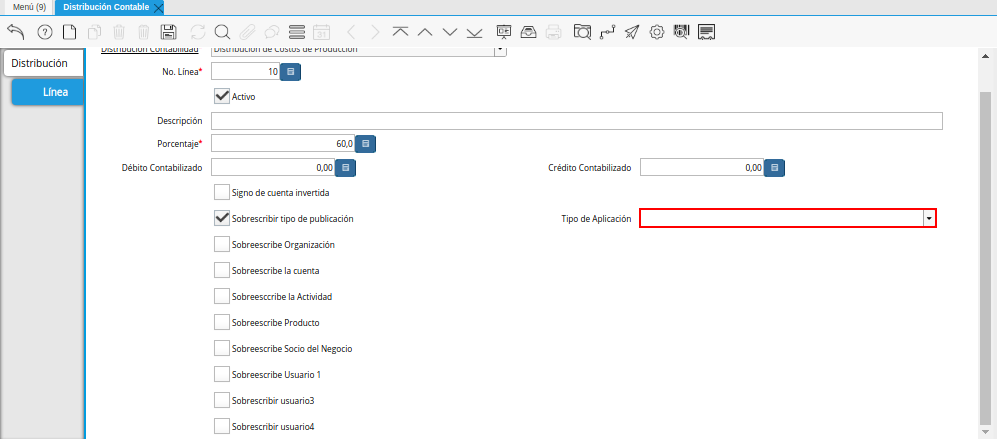 Menú (9)
Distribución Contable
Distribución
Línea
Distribución Contabilidad
Distribución de Costos de Producción
No. Línea*
10
Activo
Descripción
Porcentaje*
60,0
Débito Contabilizado
0,00
Crédito Contabilizado
0,00
Signo de cuenta invertida
Sobrescribir tipo de publicación
Tipo de Aplicación
Sobreescribe Organización
Sobreescribe la cuenta
Sobreesccribe la Actividad
Sobreescribe Producto
Sobreescribe Socio del Negocio
Sobreescribe Usuario 1
Sobrescribir usuario3
Sobrescribir usuario4